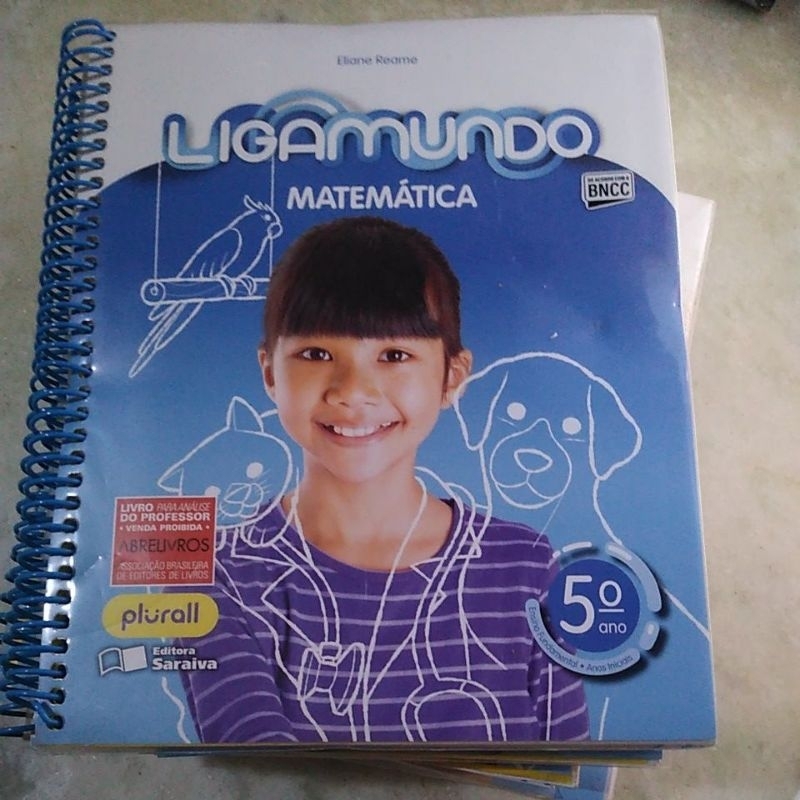 Eliane Reame
LIGAMUNDO
MATEMÁTICA
DE ACORDO COM A
BNCC
LIVRO PARA ANÁLISE
DO PROFESSOR
• VENDA PROIBIDA •
ABRELIVROS
ASSOCIAÇÃO BRASILEIRA
DE EDITORES DE LIVROS
plurall
Editora
Saraiva
5º
ano
Ensino Fundamental • Anos Iniciais